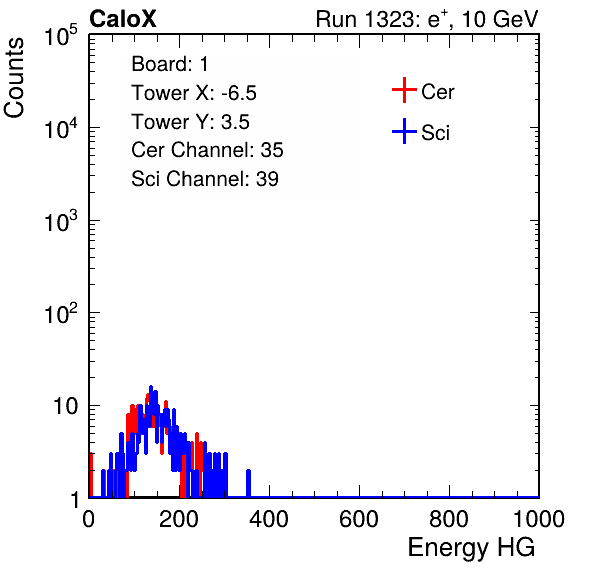 CaloX Run 1323: e⁺, 10 GeV
Counts
10⁵
10⁴
10³
10²
10
1
Board: 1
Tower X: -6.5
Tower Y: 3.5
Cer Channel: 35
Sci Channel: 39
Cer
Sci
0 200 400 600 800 1000
Energy HG